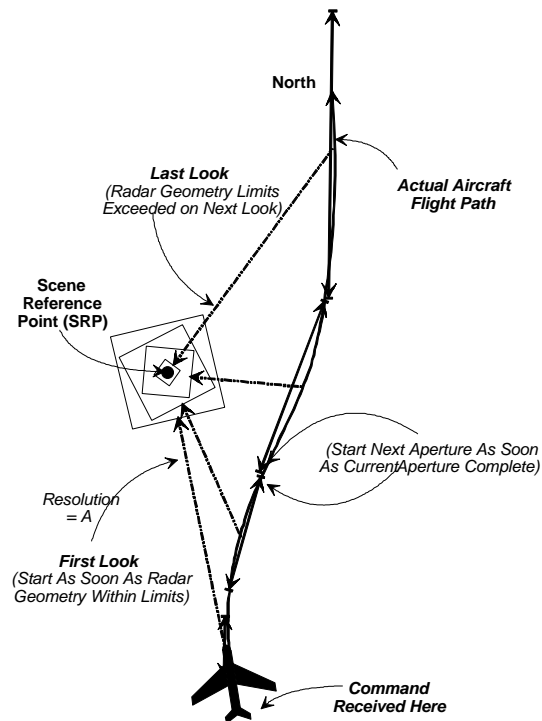 North
Last Look
(Radar Geometry Limits
Exceeded on Next Look)
Actual Aircraft
Flight Path
Scene
Reference
Point (SRP)
(Start Next Aperture As Soon
As CurrentAperture Complete)
Resolution
= A
First Look
(Start As Soon As Radar
Geometry Within Limits)
Command
Received Here